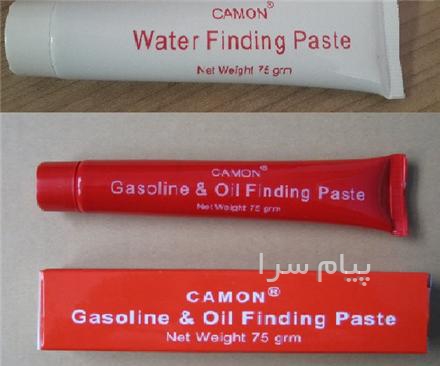 CAMON®
Water Finding Paste
Net Weight 75 grm
CAMON®
Gasoline & Oil Finding Paste
Net Weight 75 grm
پیام سرا
CAMON®
Gasoline & Oil Finding Paste
Net Weight 75 grm